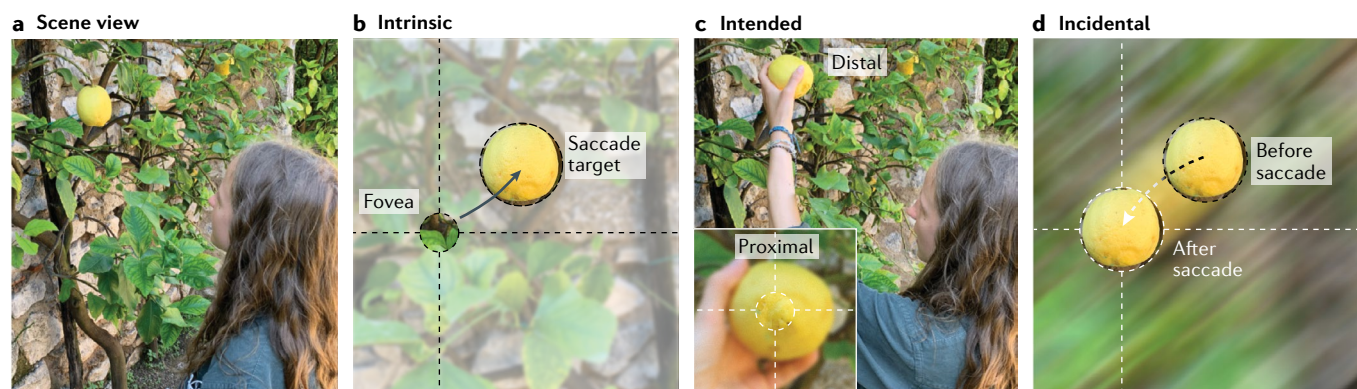 a Scene view
b Intrinsic
Saccade
target
Fovea
c Intended
Distal
Proximal
d Incidental
Before
saccade
After
saccade